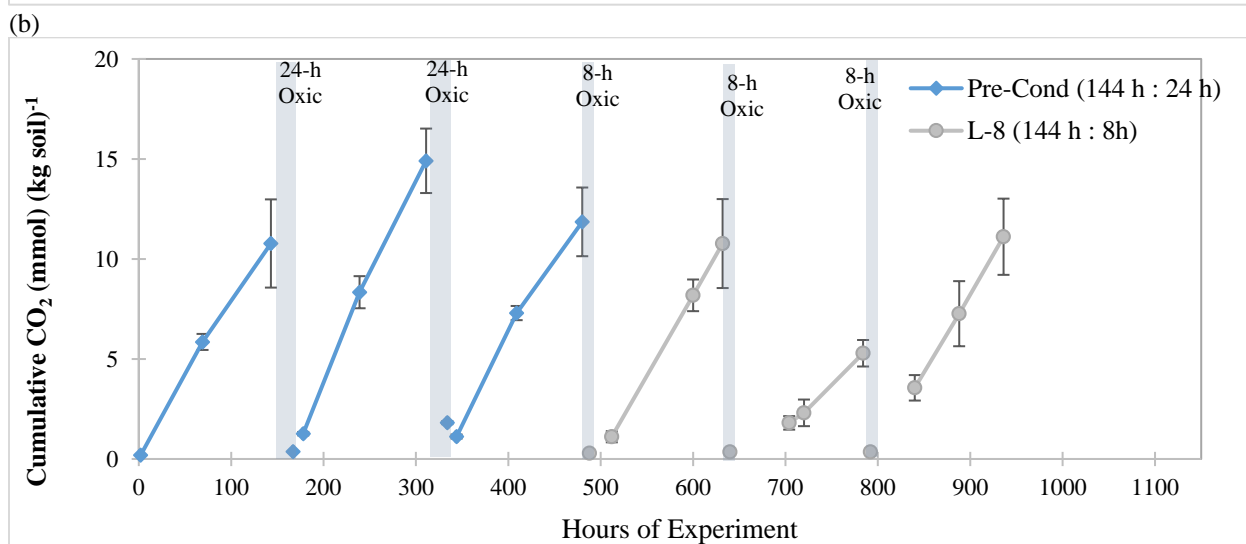 (b)
Cumulative CO₂ (mmol) (kg soil)⁻¹
20
15
10
5
0
24-h
Oxic
24-h
Oxic
8-h
Oxic
8-h
Oxic
8-h
Oxic
Pre-Cond (144 h : 24 h)
L-8 (144 h : 8h)
0 100 200 300 400 500 600 700 800 900 1000 1100
Hours of Experiment